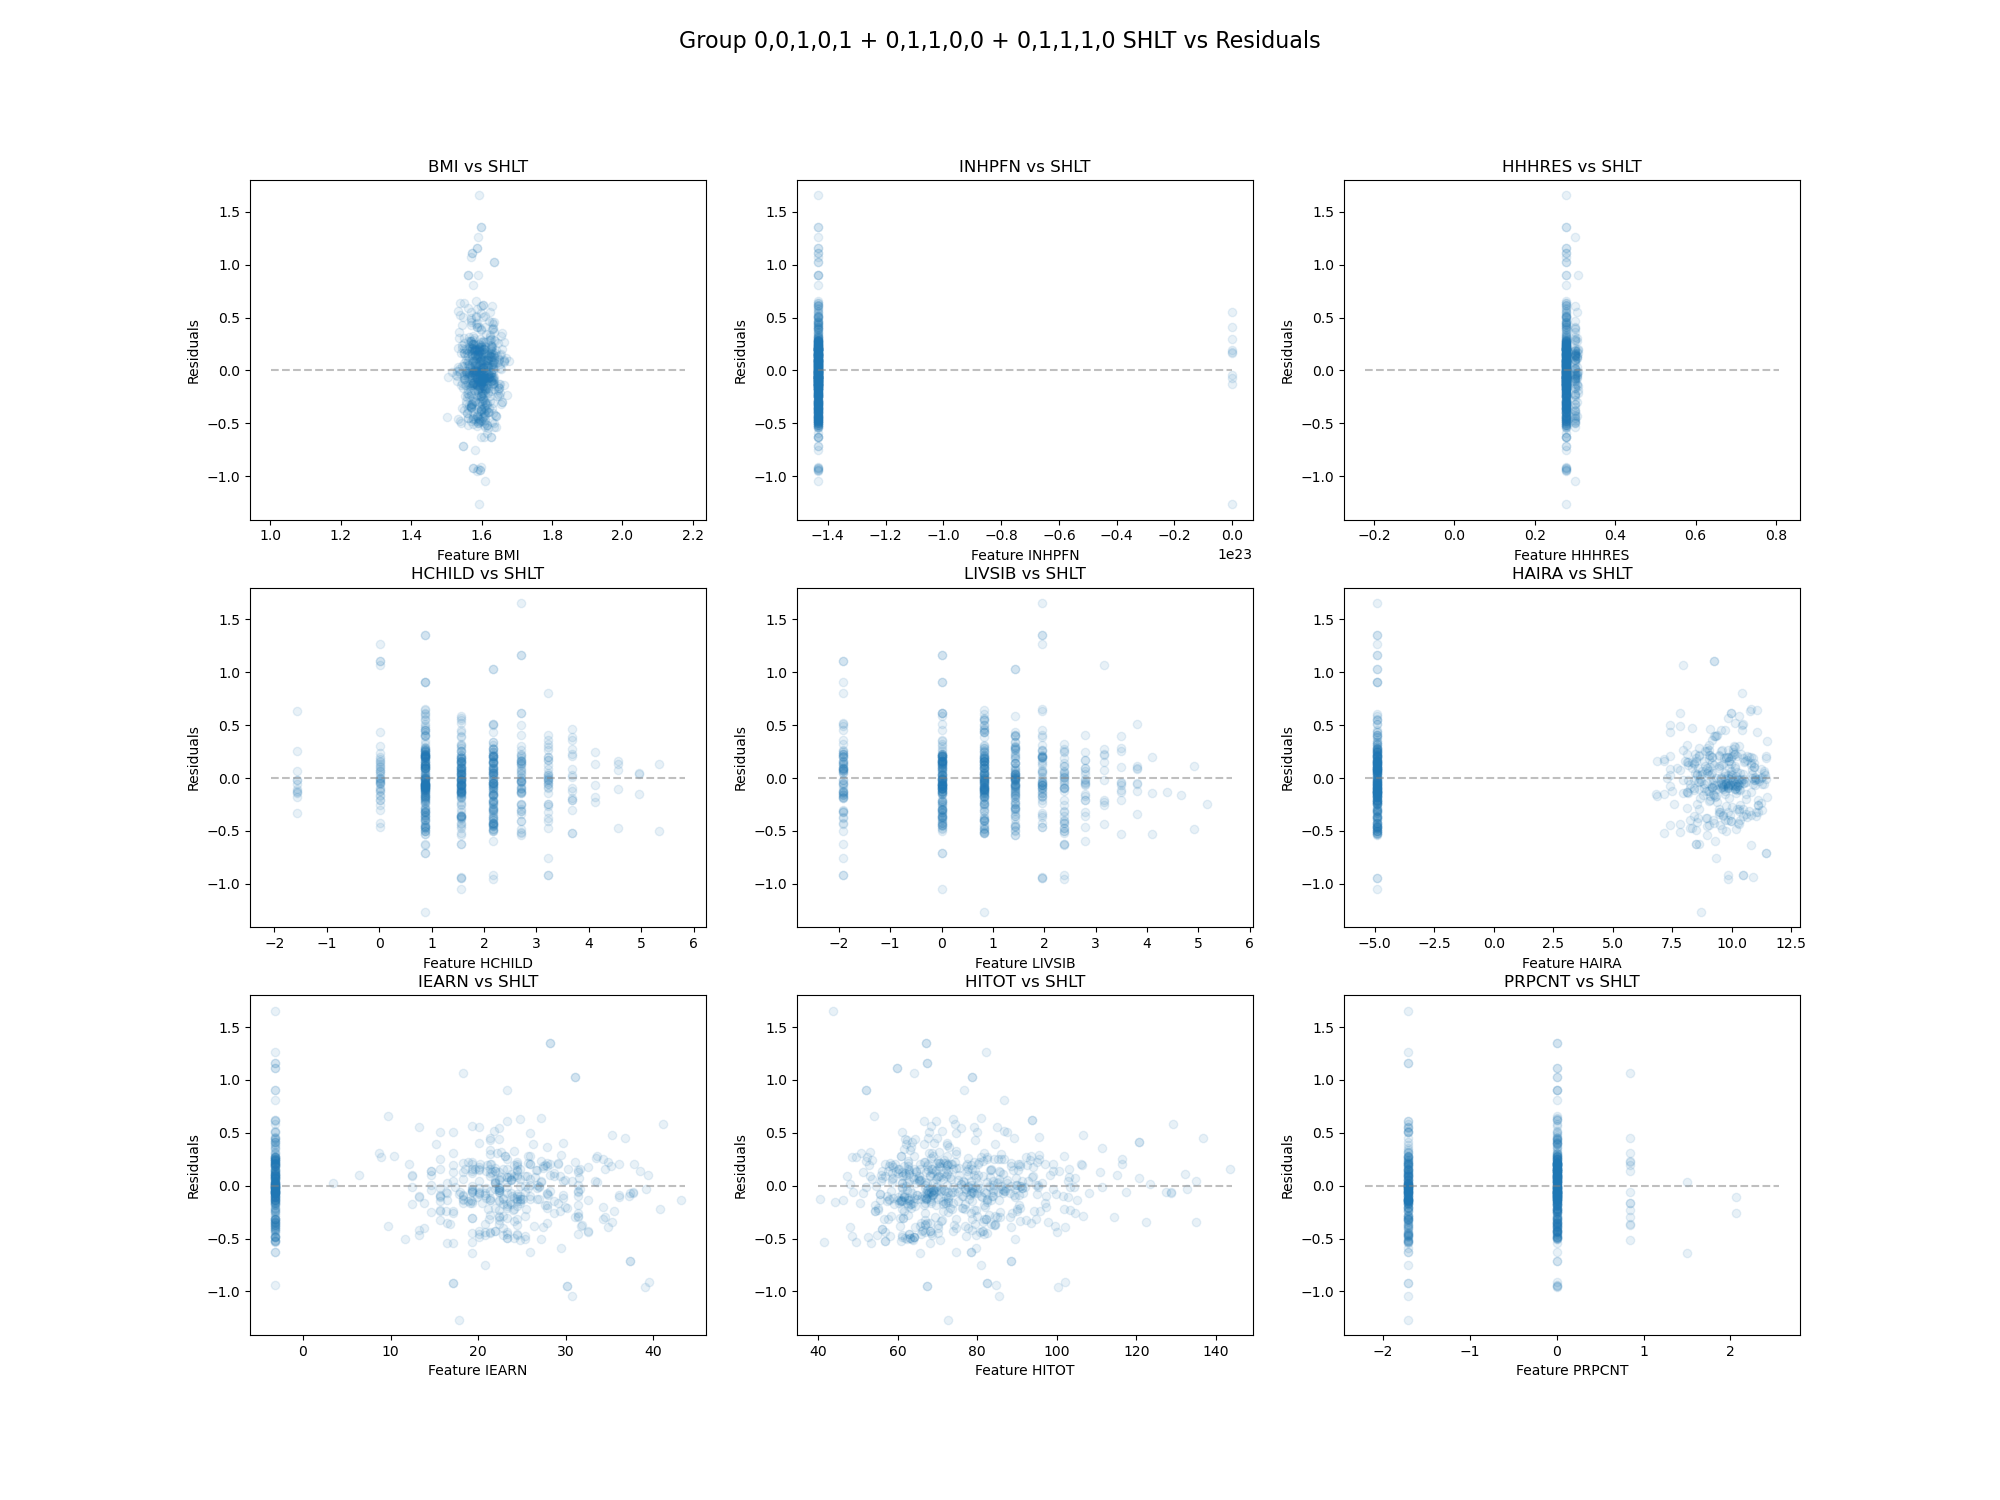 Group 0,0,1,0,1 + 0,1,1,0,0 + 0,1,1,1,0 SHLT vs Residuals
BMI vs SHLT
INHPFN vs SHLT
HHHRES vs SHLT
Residuals
1.5
1.0
0.5
0.0
−0.5
−1.0
Residuals
1.5
1.0
0.5
0.0
−0.5
−1.0
Residuals
1.5
1.0
0.5
0.0
−0.5
−1.0
1.0 1.2 1.4 1.6 1.8 2.0 2.2
−1.4 −1.2 −1.0 −0.8 −0.6 −0.4 −0.2 0.0
1e23
−0.2 0.0 0.2 0.4 0.6 0.8
Feature BMI
Feature INHPFN
Feature HHHRES
HCHILD vs SHLT
LIVSIB vs SHLT
HAIRA vs SHLT
Residuals
1.5
1.0
0.5
0.0
−0.5
−1.0
Residuals
1.5
1.0
0.5
0.0
−0.5
−1.0
Residuals
1.5
1.0
0.5
0.0
−0.5
−1.0
−2 −1 0 1 2 3 4 5 6
−2 −1 0 1 2 3 4 5 6
−5.0 −2.5 0.0 2.5 5.0 7.5 10.0 12.5
Feature HCHILD
Feature LIVSIB
Feature HAIRA
IEARN vs SHLT
HITOT vs SHLT
PRPCNT vs SHLT
Residuals
1.5
1.0
0.5
0.0
−0.5
−1.0
Residuals
1.5
1.0
0.5
0.0
−0.5
−1.0
Residuals
1.5
1.0
0.5
0.0
−0.5
−1.0
0 10 20 30 40
40 60 80 100 120 140
−2 −1 0 1 2
Feature IEARN
Feature HITOT
Feature PRPCNT